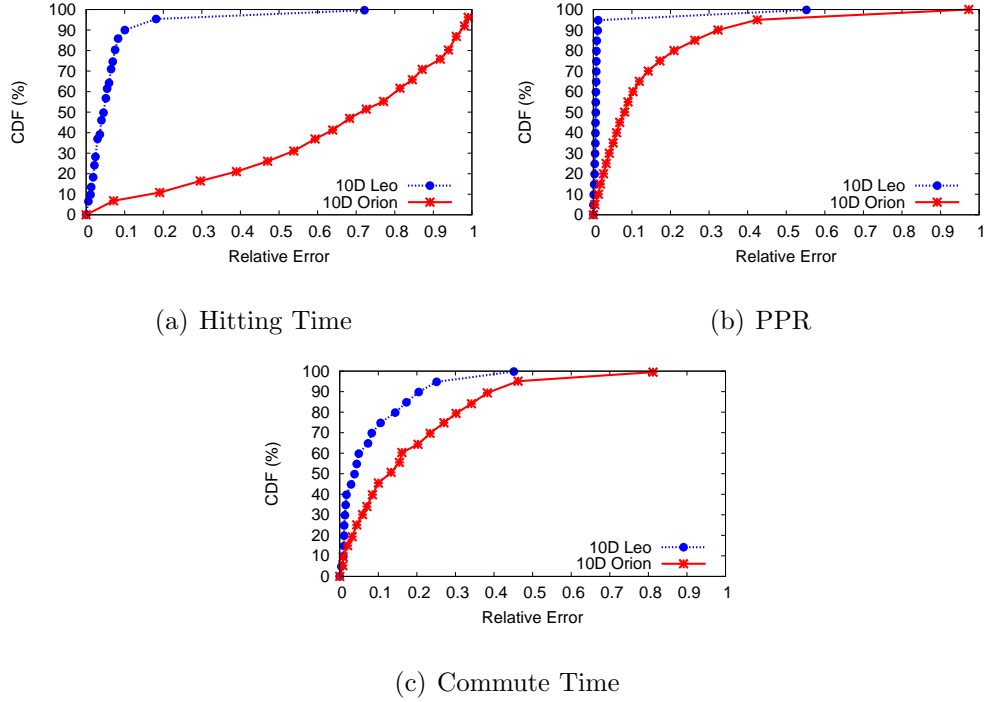 100
90
80
70
60
50
40
30
20
10
0
CDF (%)
10D Leo
10D Orion
0 0.1 0.2 0.3 0.4 0.5 0.6 0.7 0.8 0.9 1
Relative Error
(a) Hitting Time
100
90
80
70
60
50
40
30
20
10
0
CDF (%)
10D Leo
10D Orion
0 0.1 0.2 0.3 0.4 0.5 0.6 0.7 0.8 0.9 1
Relative Error
(b) PPR
100
90
80
70
60
50
40
30
20
10
0
CDF (%)
10D Leo
10D Orion
0 0.1 0.2 0.3 0.4 0.5 0.6 0.7 0.8 0.9 1
Relative Error
(c) Commute Time